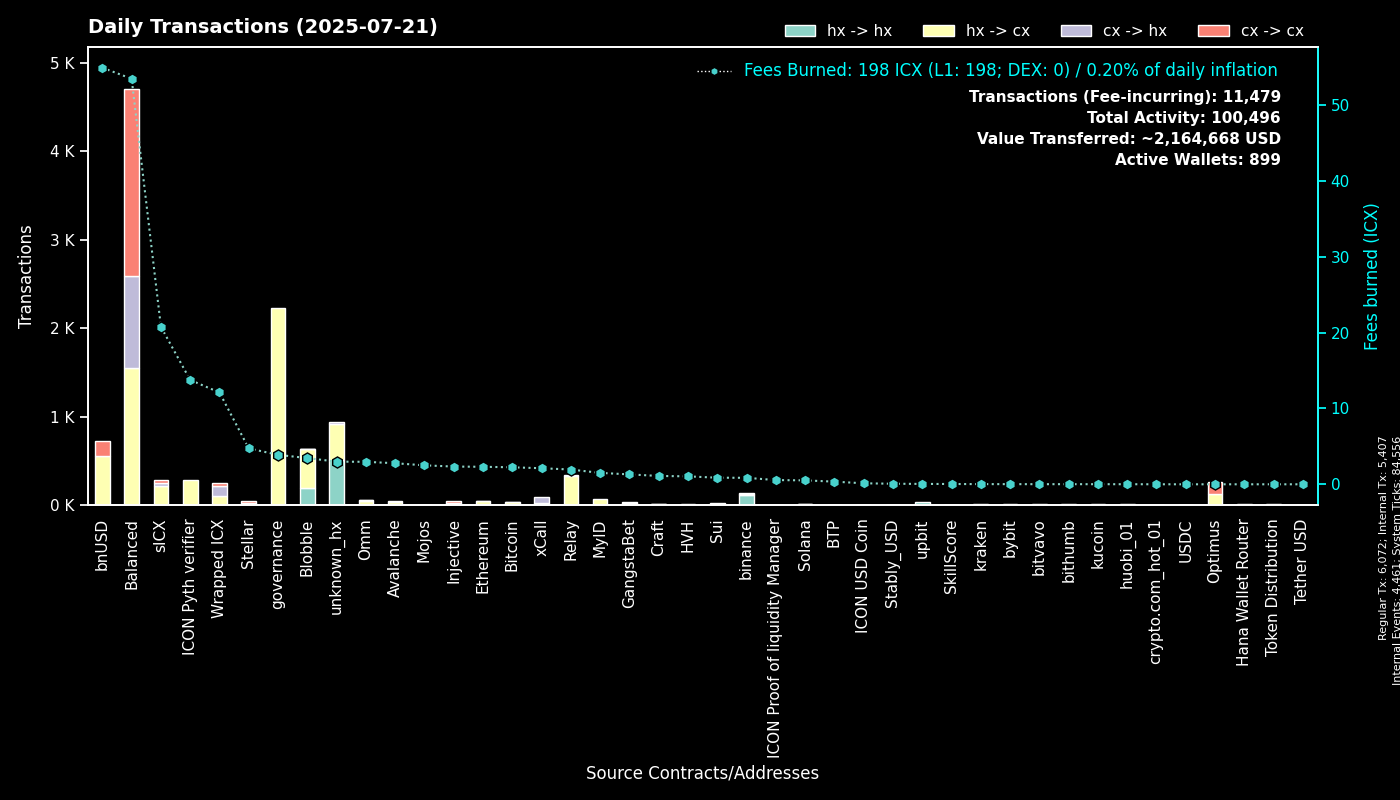 Daily Transactions (2025-07-21)
hx -> hx
hx -> cx
cx -> hx
cx -> cx
Fees Burned: 198 ICX (L1: 198; DEX: 0) / 0.20% of daily inflation
Transactions (Fee-incurring): 11,479
Total Activity: 100,496
Value Transferred: ~2,164,668 USD
Active Wallets: 899
5 K
4 K
3 K
2 K
1 K
0 K
Transactions
50
40
30
20
10
0
Fees burned (ICX)
bnUSD
Balanced
sICX
ICON Pyth verifier
Wrapped ICX
Stellar
governance
Blobble
unknown_hx
Omm
Avalanche
Mojos
Injective
Ethereum
Bitcoin
xCall
Relay
MyID
GangstaBet
Craft
HVH
Sui
binance
ICON Proof of liquidity Manager
Solana
BTP
ICON USD Coin
Stably_USD
upbit
SkillScore
kraken
bybit
bitvavo
bithumb
kucoin
huobi_01
crypto.com_hot_01
USDC
Optimus
Hana Wallet Router
Token Distribution
Tether USD
Source Contracts/Addresses
Regular Tx: 6,072; Internal Tx: 5,407
Internal Events: 4,461; System Ticks: 84,556